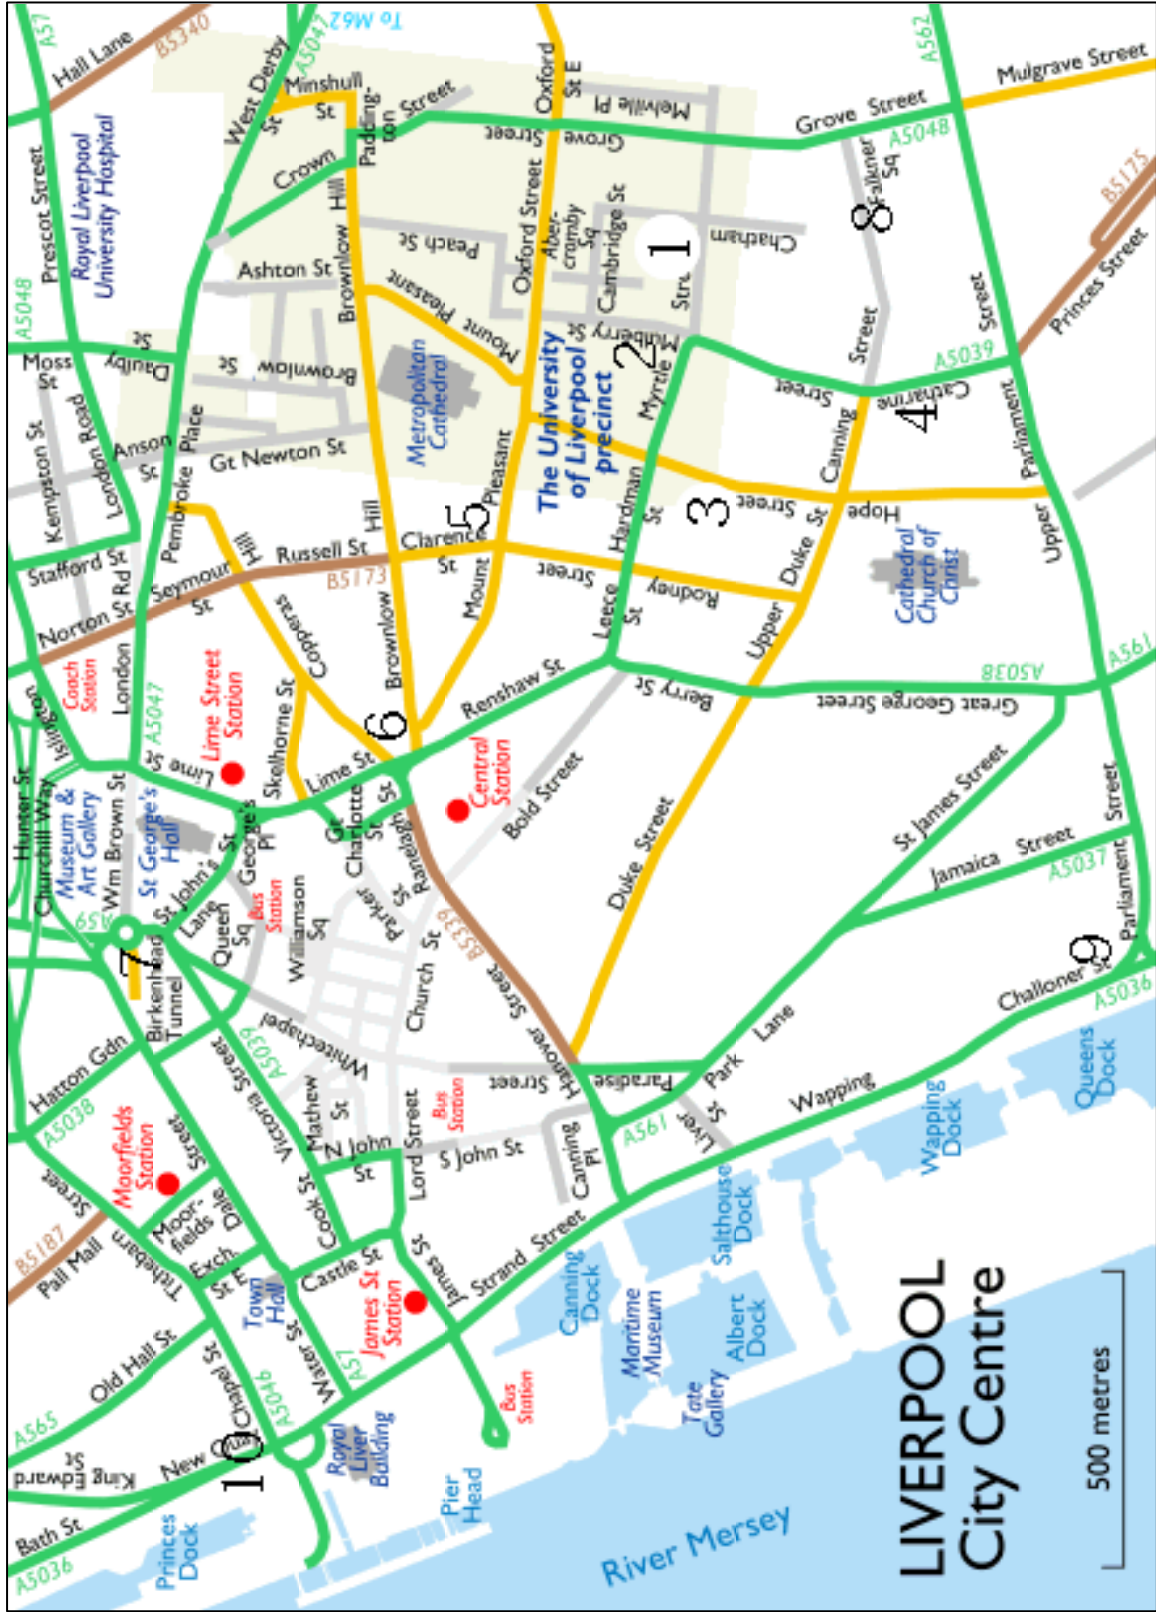 A5036
Bath St
King Edward
St
A565
Old Hall St
New Quay
Chapel St
A5046
B5187
Pall Mall
Tithebarn
Street
A5038
Hatton Gdn
Moorfields
Station
Moor-
fields
Exch.
St E
Dale
Street
Hunter St
Churchill Way
Islington
A59
Museum &
Art Gallery
Wm Brown St
Coach
Station
Norton St
London Rd
Stafford St
Kempston St
London Road
Moss
St
A5048
Prescot Street
A57
Hall Lane
B5340
Royal Liverpool
University Hospital
Princes
Dock
10
Royal
Liver
Building
Water St
A57
Town
Hall
Castle St
Cook St
Victoria Street
A5039
Birkenhead
Tunnel
7
St John's
Lane
St George's
Hall
Lime St
A5047
London
Lime Street
Station
Seymour
St
Pembroke
Place
Anson
St
Daulby
St
Gt Newton St
Brownlow
St
Ashton St
Crown
Street
West Derby
St
A5047
To M62
Minshull
St
Padding-
ton
Queen
Sq
Bus
Station
George's
Pl
Williamson
Sq
Whitechapel
Mathew
St
N John
St
Skelhorne St
Lime St
Copperas
Hill
Russell St
B5173
Brownlow
Hill
Brownlow
Hill
James St
Station
James St
Lord Street
Bus
Station
S John St
Church St
Parker
St
Gt
Charlotte
St
Ranelagh St
6
Mount
Pleasant
5
Clarence
St
Metropolitan
Cathedral
Mount
Pleasant
Peach St
Pier
Head
Bus
Station
Strand Street
Hanover Street
B5339
Central
Station
Renshaw St
Bold Street
Rodney
Street
The University
of Liverpool
precinct
Oxford Street
Aber-
cromby
Sq
Oxford
St E
Grove
Street
Cambridge St
Melville Pl
Canning
Dock
Canning
Pl
Paradise
Street
A561
Leece
St
Hardman
St
Myrtle
2
Mulberry
St
Street
1
Chatham
River Mersey
Maritime
Museum
Tate
Gallery
Albert
Dock
Salthouse
Dock
Liver
St
Park
Lane
Duke Street
Berry St
Upper
Duke St
3
Hope
Street
Canning
Street
Falkner
Sq
8
Catharine
Street
4
A5039
Grove Street
A5048
A562
Wapping
Wapping
Dock
St James Street
Great George Street
A5038
Cathedral
Church of
Christ
LIVERPOOL
City Centre
500 metres
Queens
Dock
Challoner St
9
A5036
Jamaica Street
A5037
Parliament
Street
A561
Upper
Parliament
Street
Princes Street
B5175
Mulgrave Street